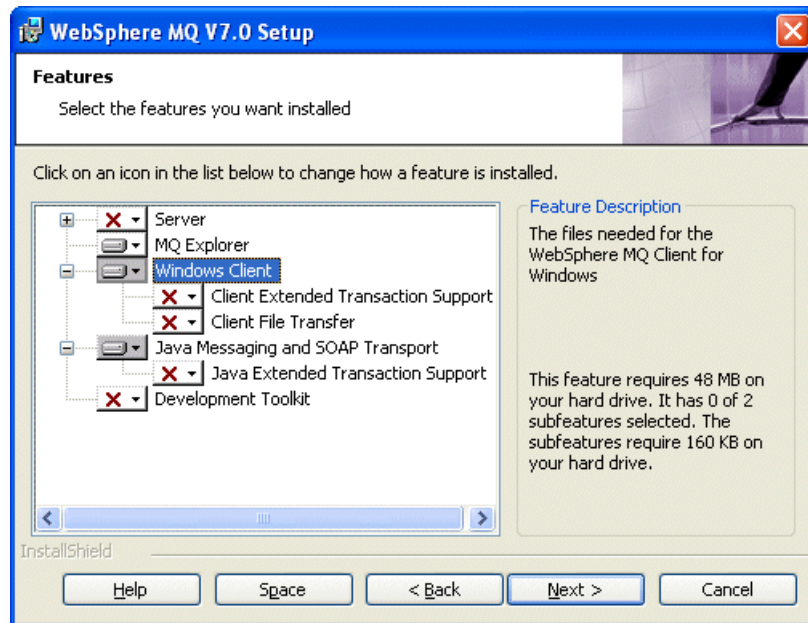 WebSphere MQ V7.0 Setup
Features
Select the features you want installed
Click on an icon in the list below to change how a feature is installed.
Server
MQ Explorer
Windows Client
Client Extended Transaction Support
Client File Transfer
Java Messaging and SOAP Transport
Java Extended Transaction Support
Development Toolkit
Feature Description
The files needed for the
WebSphere MQ Client for
Windows
This feature requires 48 MB on
your hard drive. It has 0 of 2
subfeatures selected. The
subfeatures require 160 KB on
your hard drive.
InstallShield
Help
Space
< Back
Next >
Cancel